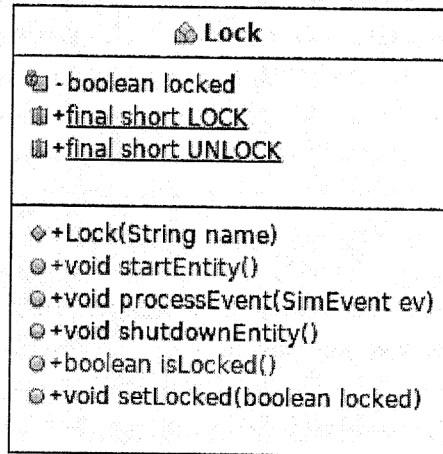 Lock
- boolean locked
+final short LOCK
+final short UNLOCK
+Lock(String name)
+void startEntity()
+void processEvent(SimEvent ev)
+void shutdownEntity()
+boolean isLocked()
+void setLocked(boolean locked)